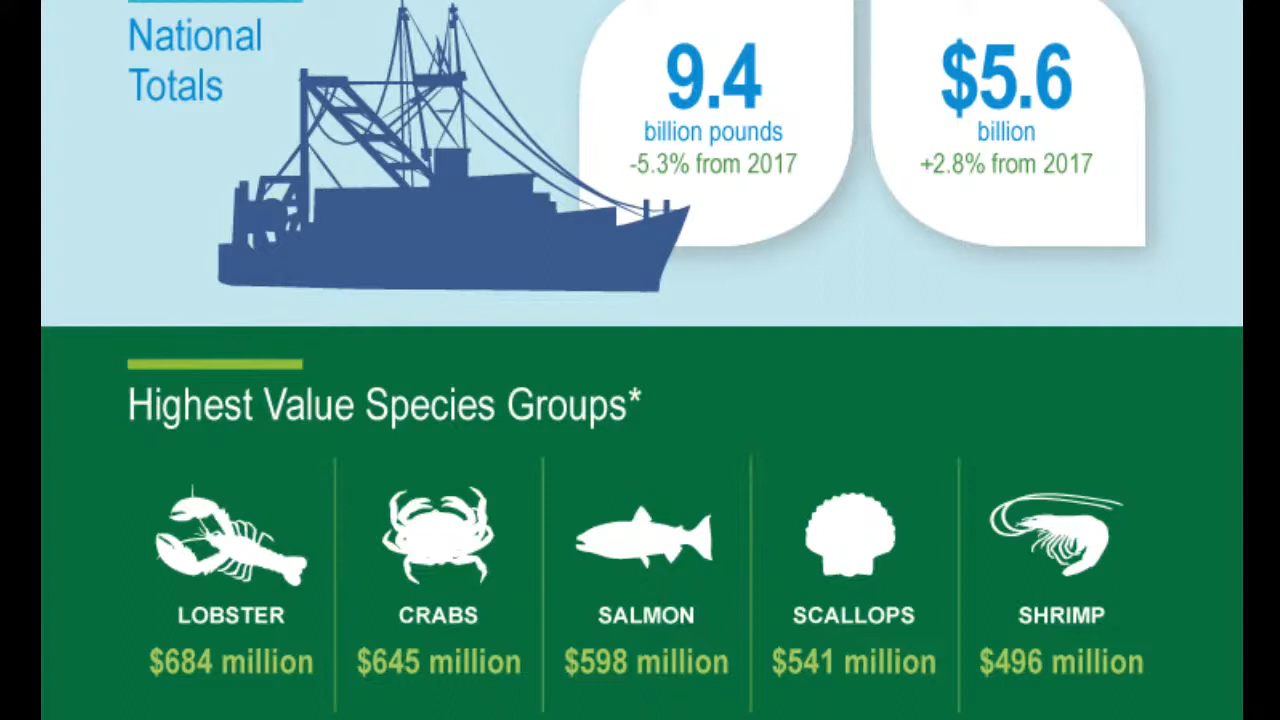 National
Totals
9.4
billion pounds
-5.3% from 2017
$5.6
billion
+2.8% from 2017
Highest Value Species Groups*
LOBSTER
$684 million
CRABS
$645 million
SALMON
$598 million
SCALLOPS
$541 million
SHRIMP
$496 million